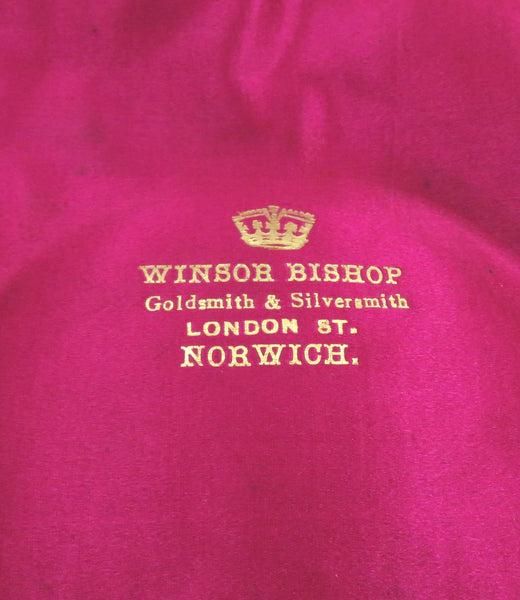 WINSOR BISHOP
Goldsmith & Silversmith
LONDON ST.
NORWICH.